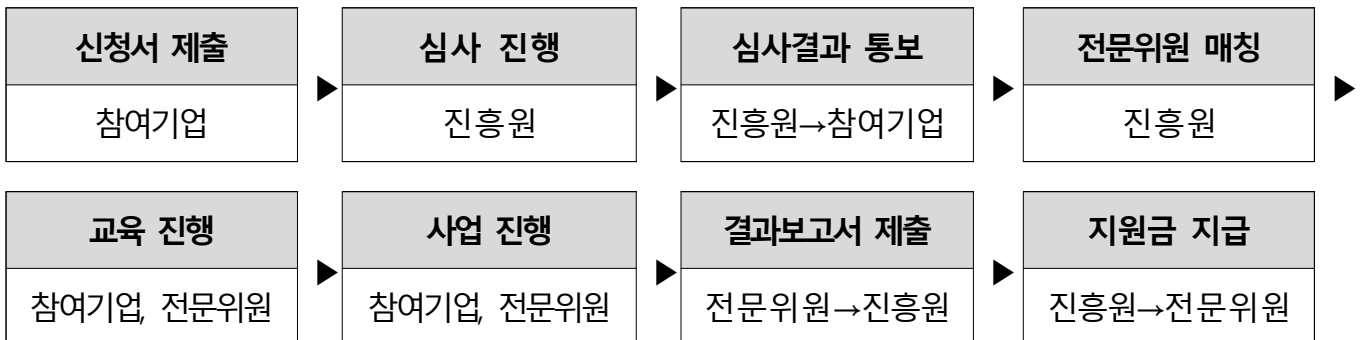 신청서 제출 ▶ 심사 진행 ▶ 심사결과 통보 ▶ 전문위원 매칭 ▶
참여기업 진흥원 진흥원→참여기업 진흥원
교육 진행 ▶ 사업 진행 ▶ 결과보고서 제출 ▶ 지원금 지급
참여기업, 전문위원 참여기업, 전문위원 전문위원→진흥원 진흥원→전문위원